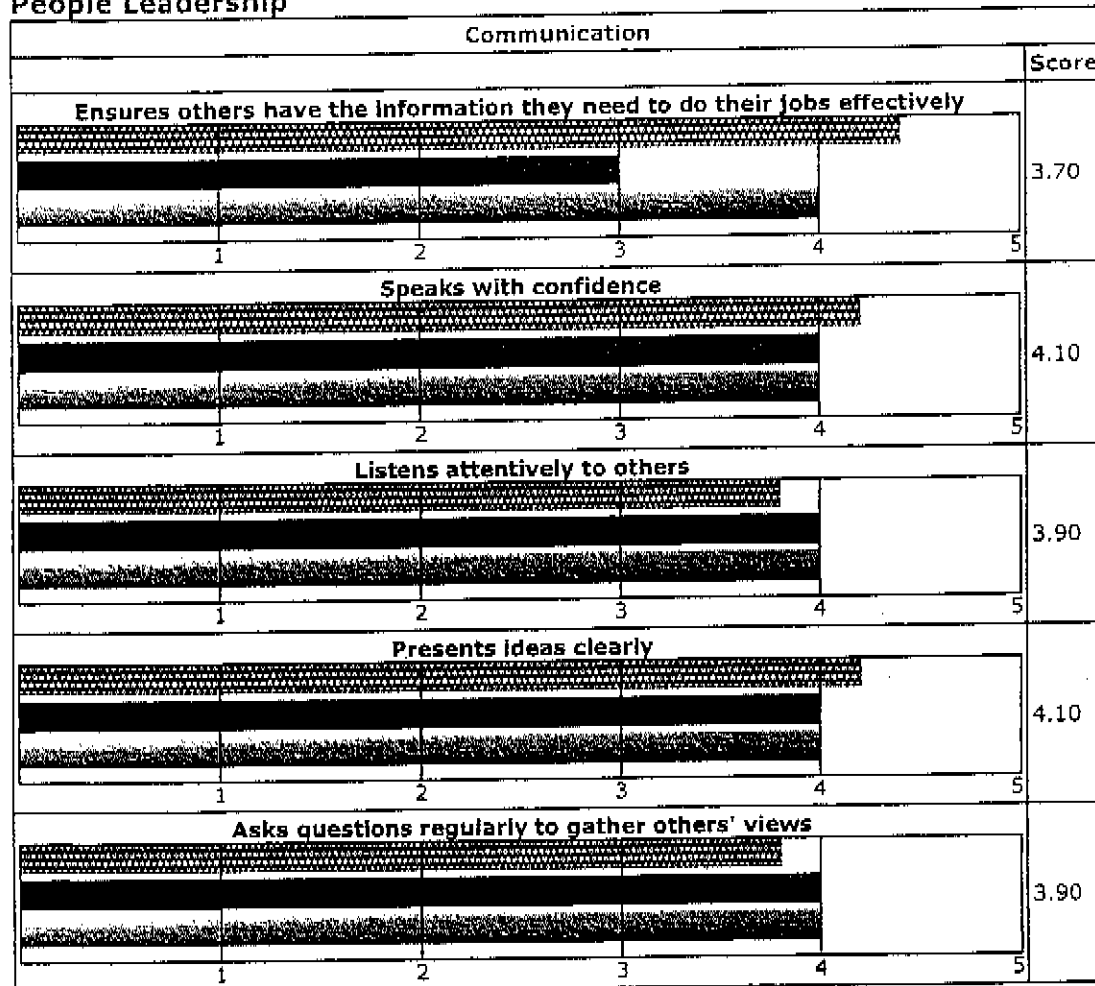 People Leadership
Communication
Score
Ensures others have the information they need to do their jobs effectively
3.70
1 2 3 4 5
Speaks with confidence
4.10
1 2 3 4 5
Listens attentively to others
3.90
1 2 3 4 5
Presents ideas clearly
4.10
1 2 3 4 5
Asks questions regularly to gather others' views
3.90
1 2 3 4 5